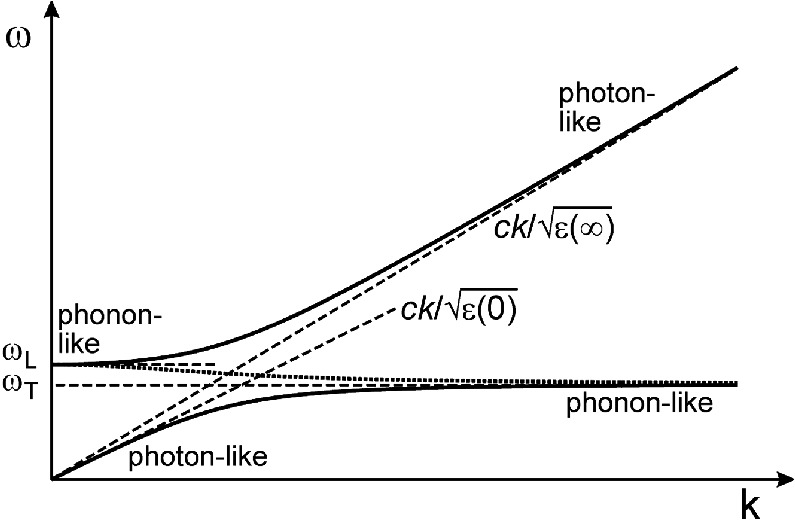 ω
photon-
like
ck/√ε(∞)
ck/√ε(0)
phonon-
like
ω_L
ω_T
phonon-like
photon-like
k